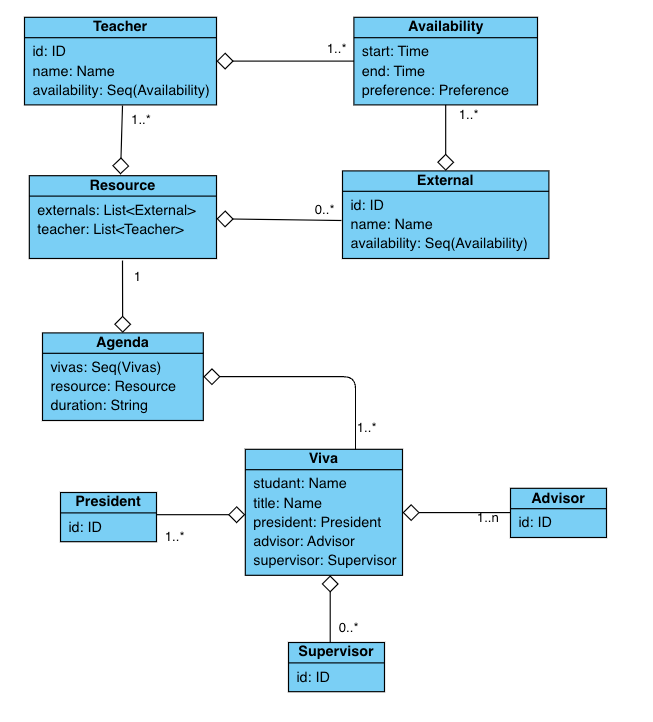 Teacher
id: ID
name: Name
availability: Seq(Availability)
1..*
Availability
start: Time
end: Time
preference: Preference
1..*
1..*
Resource
externals: List<External>
teacher: List<Teacher>
0..*
External
id: ID
name: Name
availability: Seq(Availability)
1
Agenda
vivas: Seq(Vivas)
resource: Resource
duration: String
1..*
Viva
studant: Name
title: Name
president: President
advisor: Advisor
supervisor: Supervisor
President
id: ID
1..*
1..n
Advisor
id: ID
0..*
Supervisor
id: ID